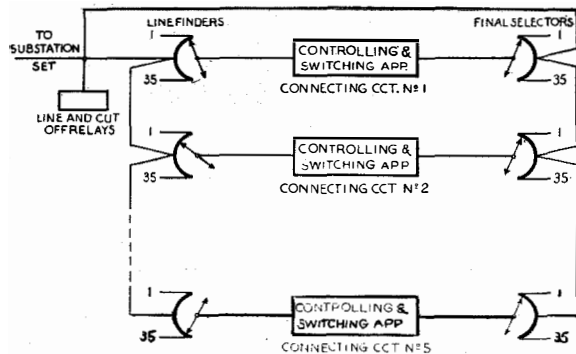 LINE FINDERS
FINAL SELECTORS
TO
SUBSTATION
SET
1
35
CONTROLLING &
SWITCHING APP.
1
35
CONNECTING CCT. Nº 1
LINE AND CUT
OFF RELAYS
1
35
CONTROLLING &
SWITCHING APP.
1
35
CONNECTING CCT Nº 2
1
35
CONTROLLING &
SWITCHING APP
1
35
CONNECTING CCT Nº 5